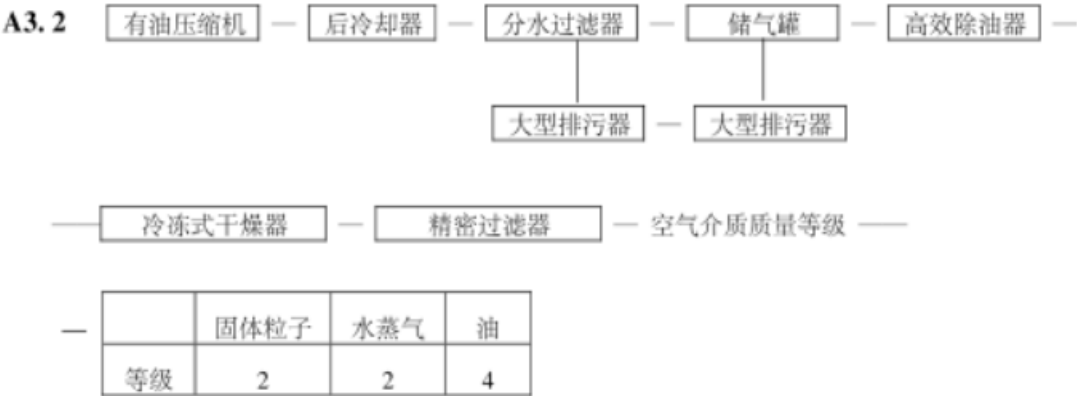 A3. 2 有油压缩机 — 后冷却器 — 分水过滤器 — 储气罐 — 高效除油器 —
大型排污器 — 大型排污器
— 冷冻式干燥器 — 精密过滤器 — 空气介质质量等级 —
— 固体粒子 水蒸气 油
等级 2 2 4